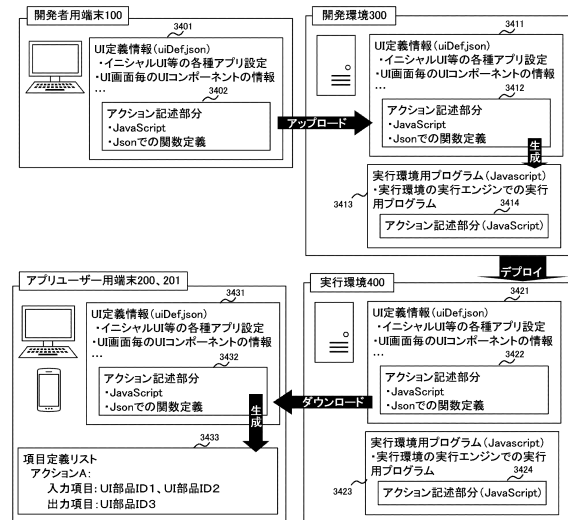 開発者用端末100
3401
UI定義情報(uiDef.json)
・イニシャルUI等の各種アプリ設定
・UI画面毎のUIコンポーネントの情報
…
3402
アクション記述部分
・JavaScript
・Jsonでの関数定義
アップロード
開発環境300
3411
UI定義情報(uiDef.json)
・イニシャルUI等の各種アプリ設定
・UI画面毎のUIコンポーネントの情報
…
3412
アクション記述部分
・JavaScript
・Jsonでの関数定義
生成
3413
実行環境用プログラム(Javascript)
・実行環境の実行エンジンでの実行
用プログラム
3414
アクション記述部分(JavaScript)
デプロイ
アプリユーザー用端末200、201
3431
UI定義情報(uiDef.json)
・イニシャルUI等の各種アプリ設定
・UI画面毎のUIコンポーネントの情報
…
3432
アクション記述部分
・JavaScript
・Jsonでの関数定義
生成
3433
項目定義リスト
アクションA:
入力項目:UI部品ID1、UI部品ID2
出力項目:UI部品ID3
ダウンロード
実行環境400
3421
UI定義情報(uiDef.json)
・イニシャルUI等の各種アプリ設定
・UI画面毎のUIコンポーネントの情報
…
3422
アクション記述部分
・JavaScript
・Jsonでの関数定義
3423
実行環境用プログラム(Javascript)
・実行環境の実行エンジンでの実行
用プログラム
3424
アクション記述部分(JavaScript)